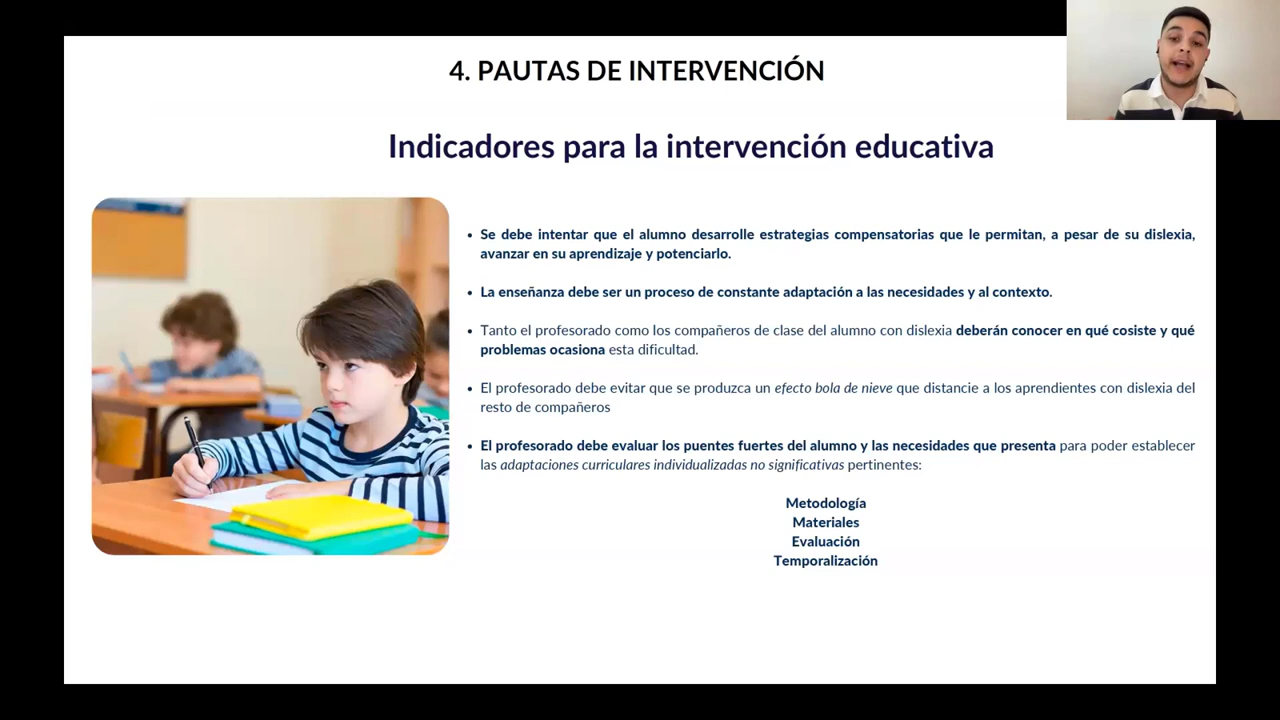 4. PAUTAS DE INTERVENCIÓN
Indicadores para la intervención educativa
• Se debe intentar que el alumno desarrolle estrategias compensatorias que le permitan, a pesar de su dislexia,
avanzar en su aprendizaje y potenciarlo.
• La enseñanza debe ser un proceso de constante adaptación a las necesidades y al contexto.
• Tanto el profesorado como los compañeros de clase del alumno con dislexia deberán conocer en qué cosiste y qué
problemas ocasiona esta dificultad.
• El profesorado debe evitar que se produzca un efecto bola de nieve que distancie a los aprendientes con dislexia del
resto de compañeros
• El profesorado debe evaluar los puentes fuertes del alumno y las necesidades que presenta para poder establecer
las adaptaciones curriculares individualizadas no significativas pertinentes:
Metodología
Materiales
Evaluación
Temporalización